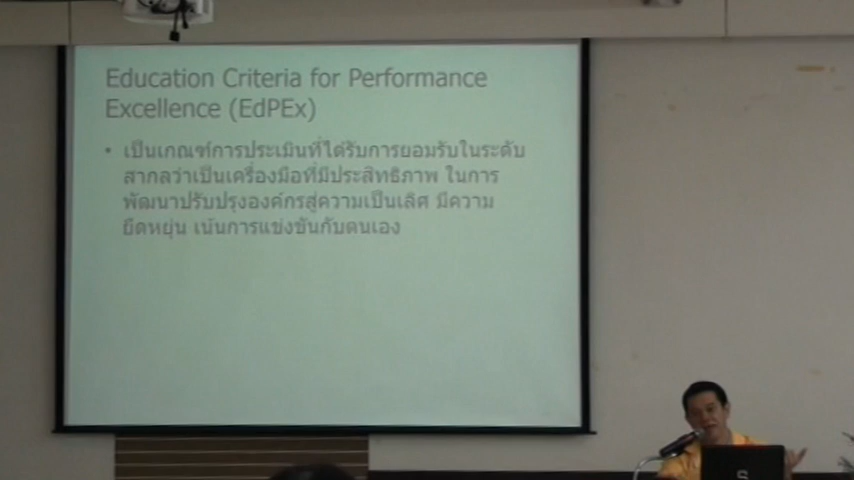 Education Criteria for Performance
Excellence (EdPEx)
• เป็นเกณฑ์การประเมินที่ได้รับการยอมรับในระดับ
สากลว่าเป็นเครื่องมือที่มีประสิทธิภาพ ในการ
พัฒนาปรับปรุงองค์กรสู่ความเป็นเลิศ มีความ
ยืดหยุ่น เน้นการแข่งขันกับตนเอง
S